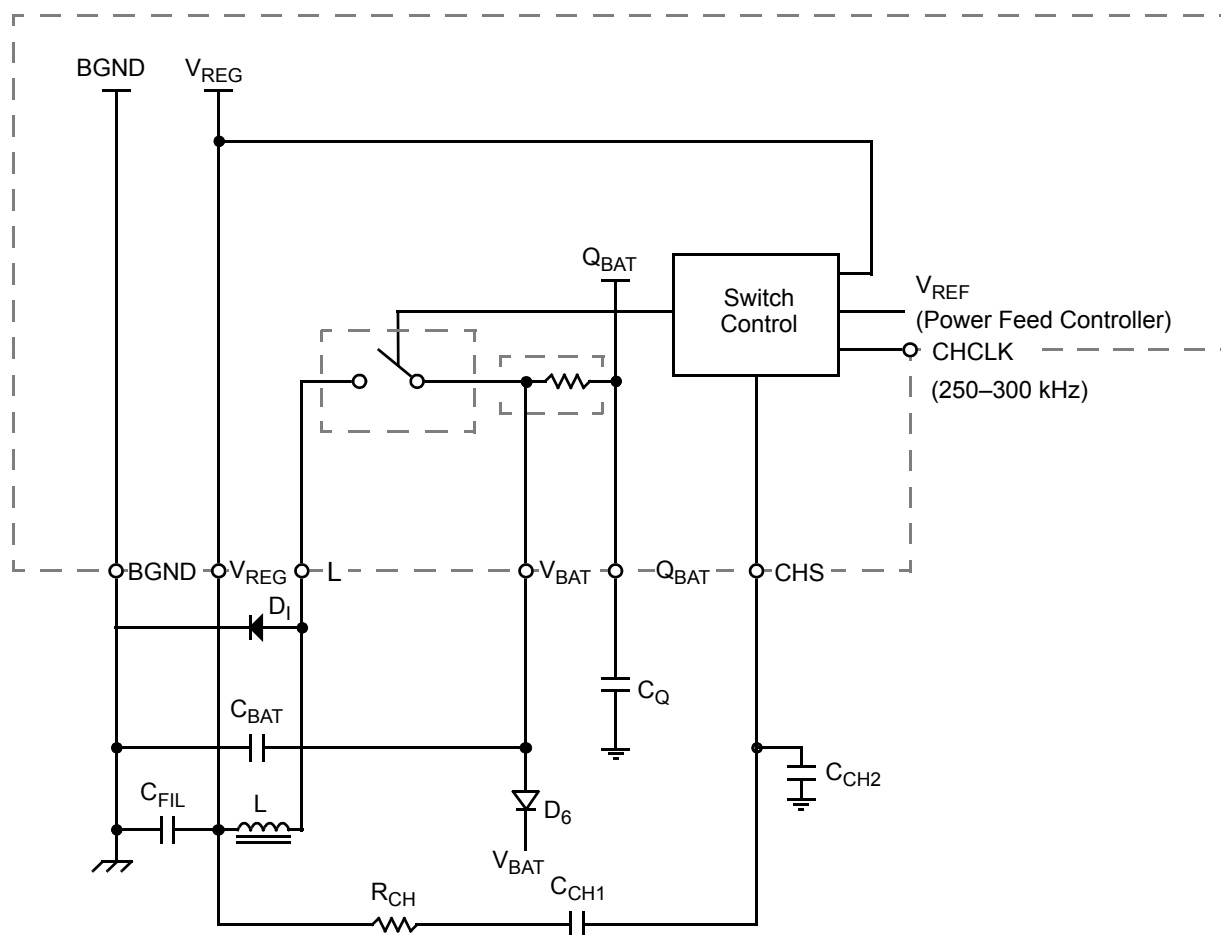 BGND
VREG
QBAT
Switch
Control
VREF
(Power Feed Controller)
CHCLK
(250–300 kHz)
BGND
VREG
L
VBAT
QBAT
CHS
DI
CQ
CBAT
CCH2
CFIL
L
D6
VBAT
RCH
CCH1